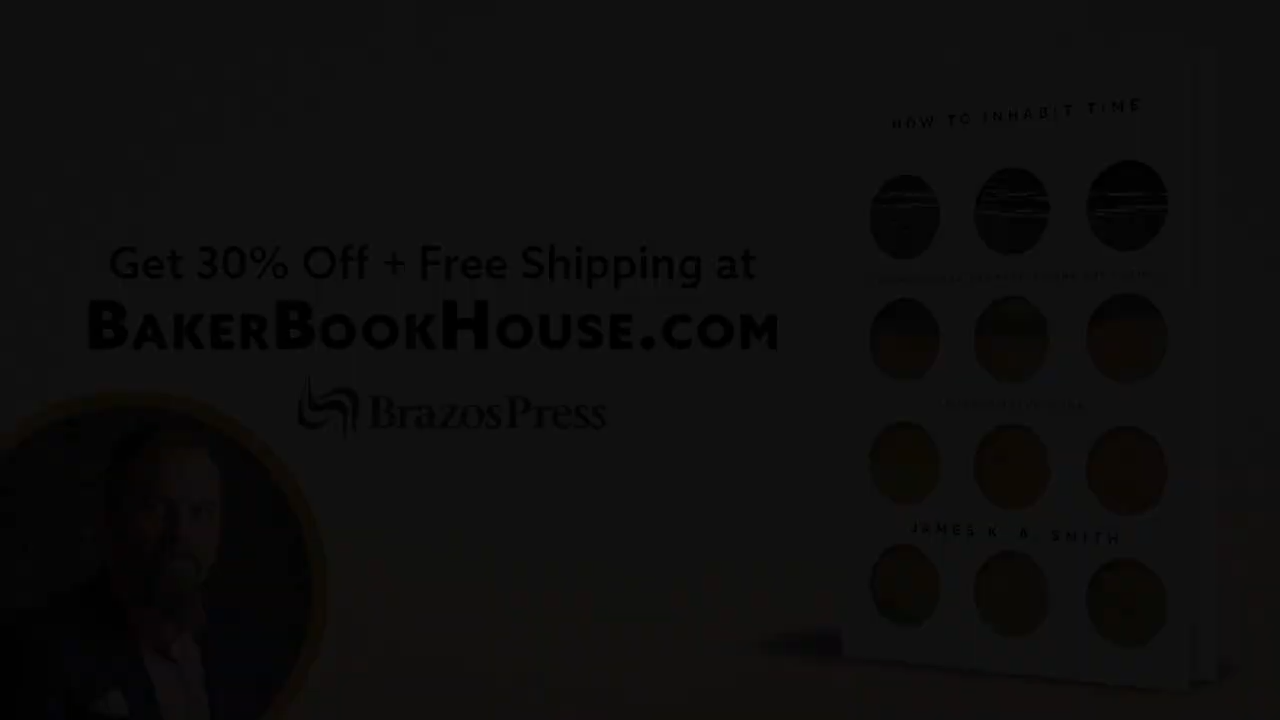 Get 30% Off + Free Shipping at
BAKERBOOKHOUSE.COM
BrazosPress
HOW TO INHABIT TIME
JAMES K. A. SMITH